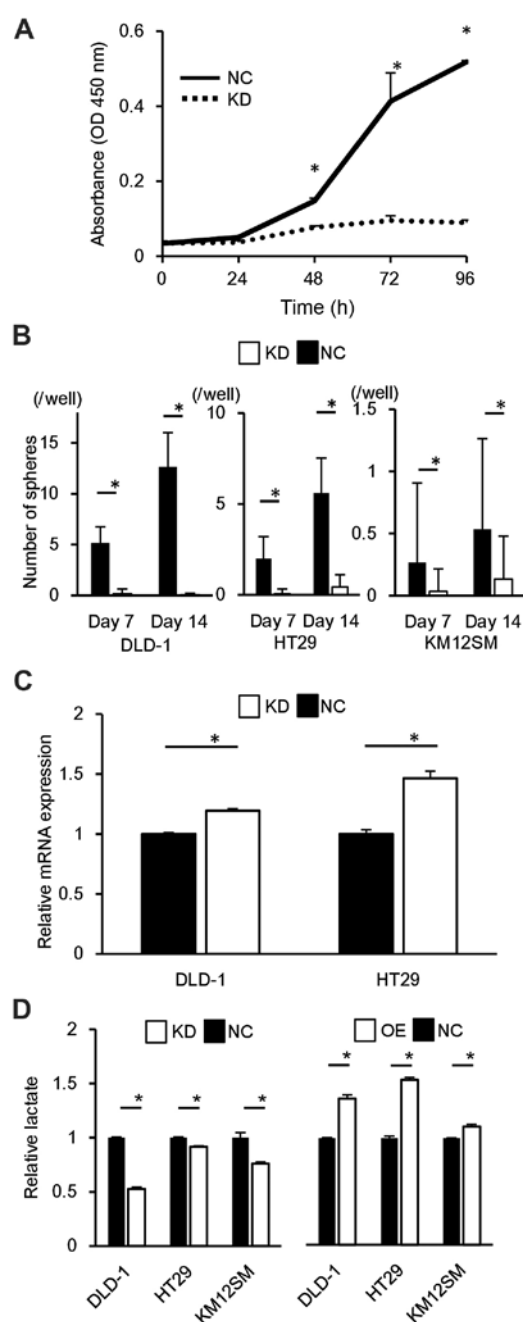 A
0.6
0.4
0.2
0
Absorbance (OD 450 nm)
NC
KD
*
*
*
0 24 48 72 96
Time (h)
B
KD NC
(/well) (/well) (/well)
Number of spheres
15
10
5
0
* *
Day 7 Day 14
DLD-1
10
5
0
* *
Day 7 Day 14
HT29
1.5
1
0.5
0
* *
Day 7 Day 14
KM12SM
C
KD NC
Relative mRNA expression
2
1.5
1
0.5
0
* *
DLD-1 HT29
D
KD NC OE NC
Relative lactate
2
1.5
1
0.5
0
* * *
DLD-1 HT29 KM12SM
* * *
DLD-1 HT29 KM12SM